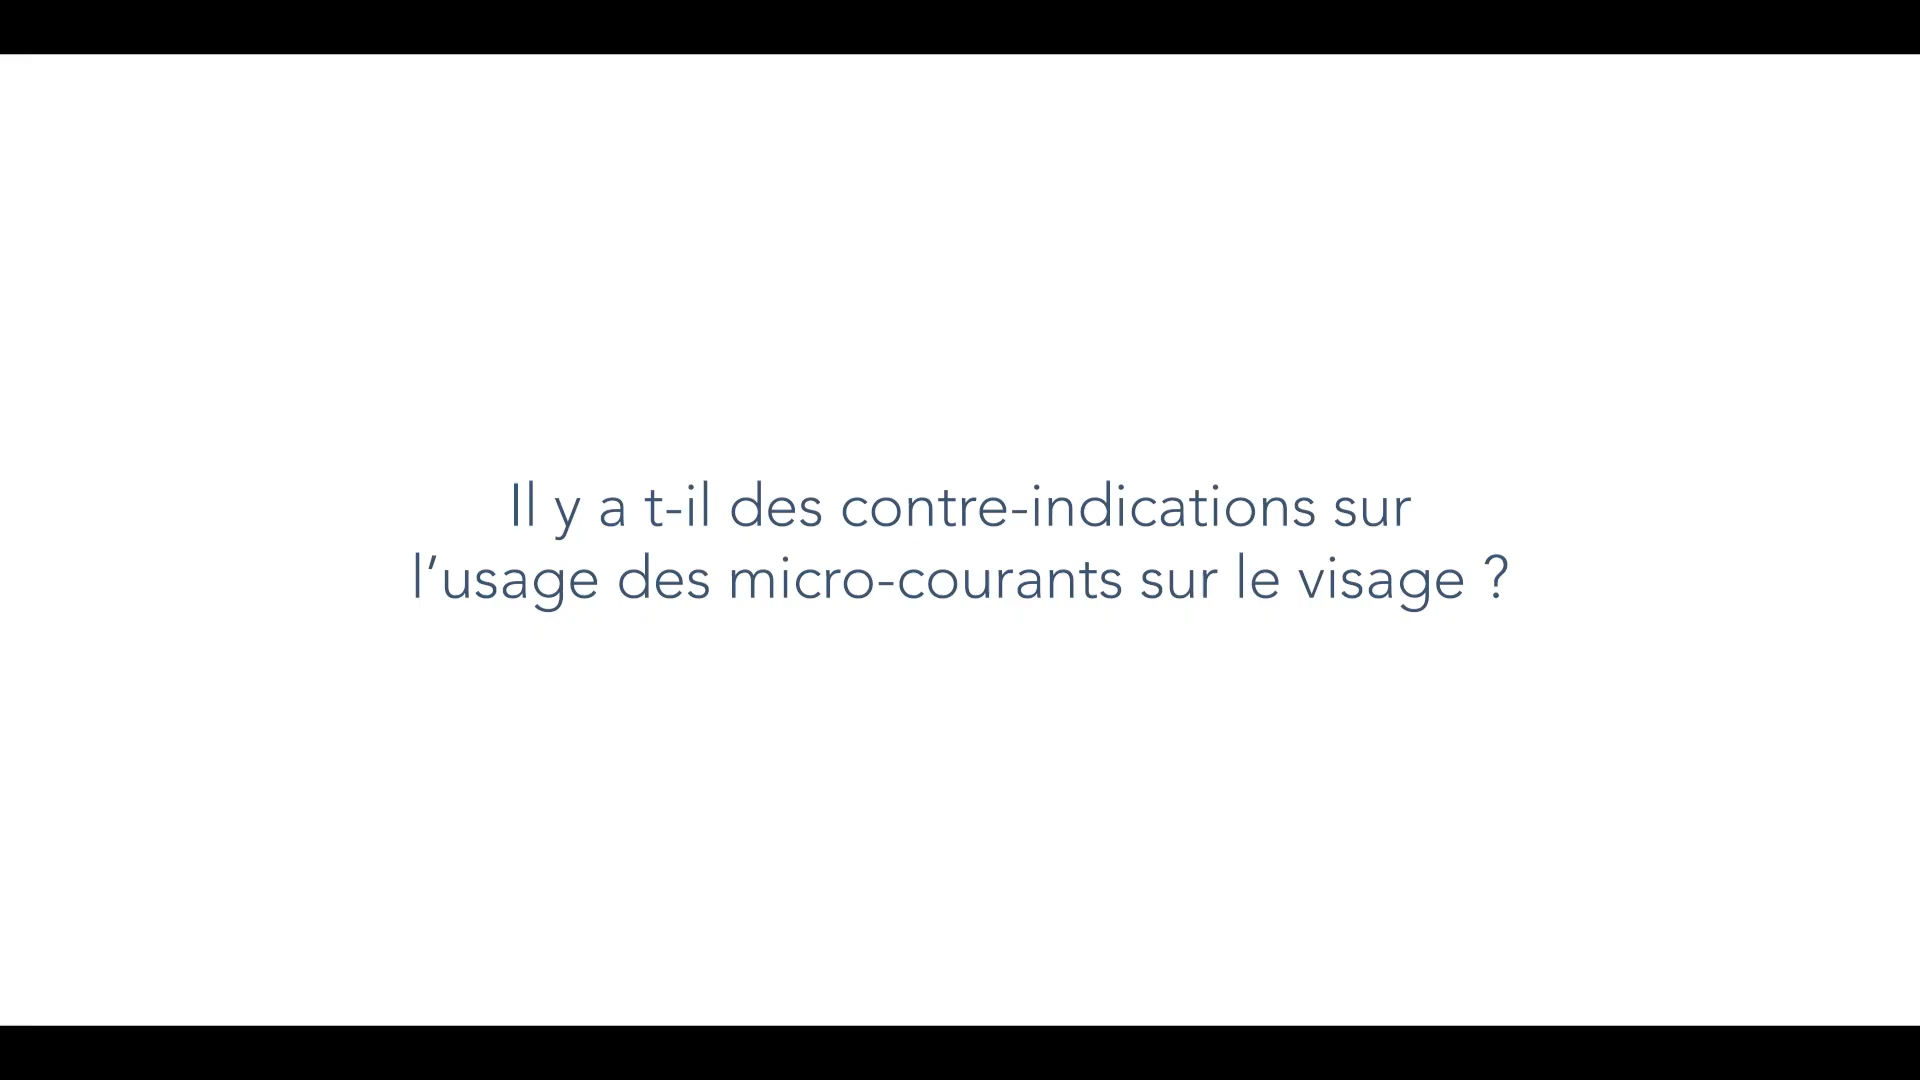 Il y a t-il des contre-indications sur
l’usage des micro-courants sur le visage ?